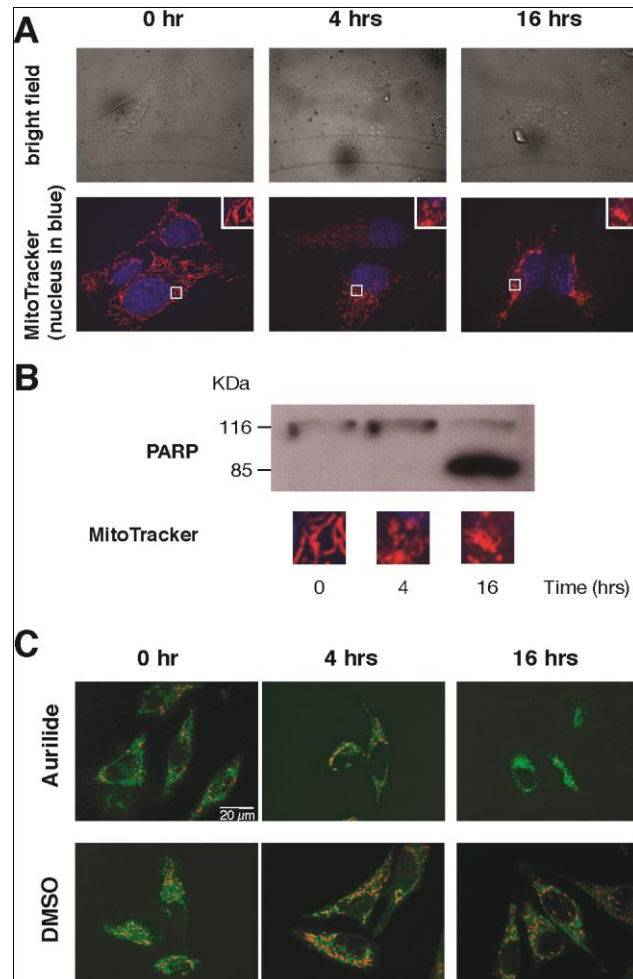 A
0 hr 4 hrs 16 hrs
bright field
MitoTracker
(nucleus in blue)
B
KDa
116
PARP
85
MitoTracker
0 4 16 Time (hrs)
C
0 hr 4 hrs 16 hrs
Aurilide
20 µm
DMSO